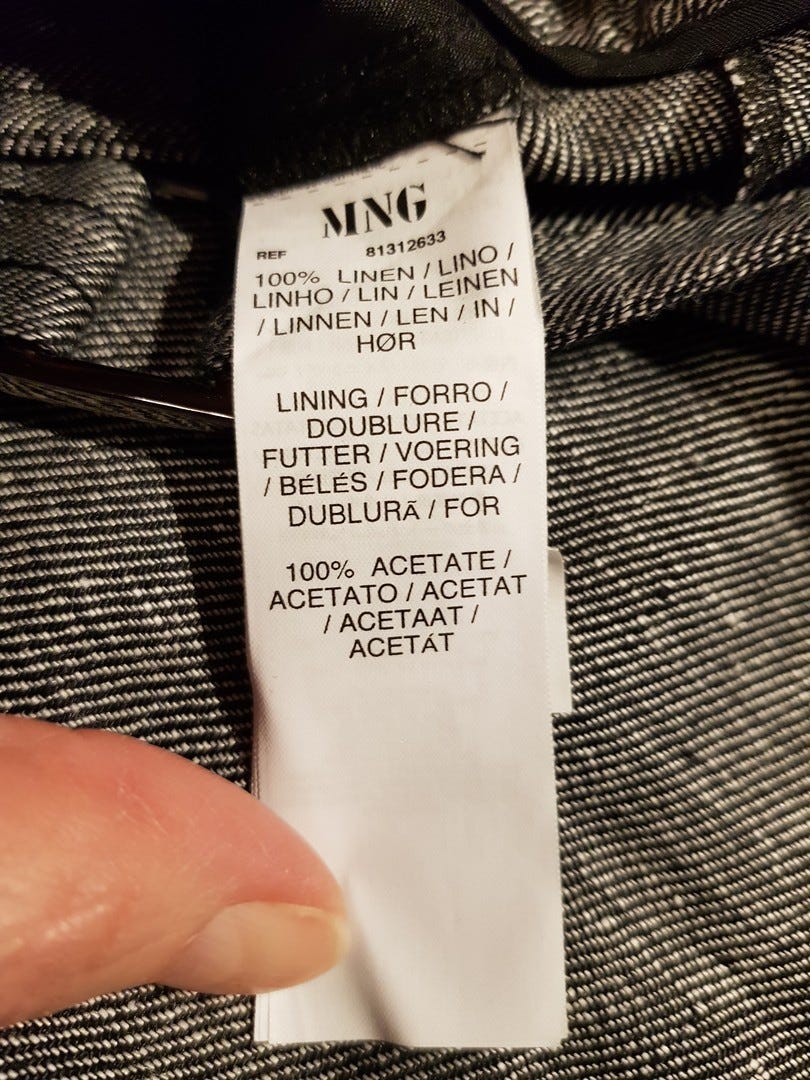 MNG
REF 81312633
100% LINEN / LINO /
LINHO / LIN / LEINEN
/ LINNEN / LEN / IN /
HØR
LINING / FORRO /
DOUBLURE /
FUTTER / VOERING
/ BÉLÉS / FODERA /
DUBLURÃ / FOR
100% ACETATE /
ACETATO / ACETAT
/ ACETAAT /
ACETÁT